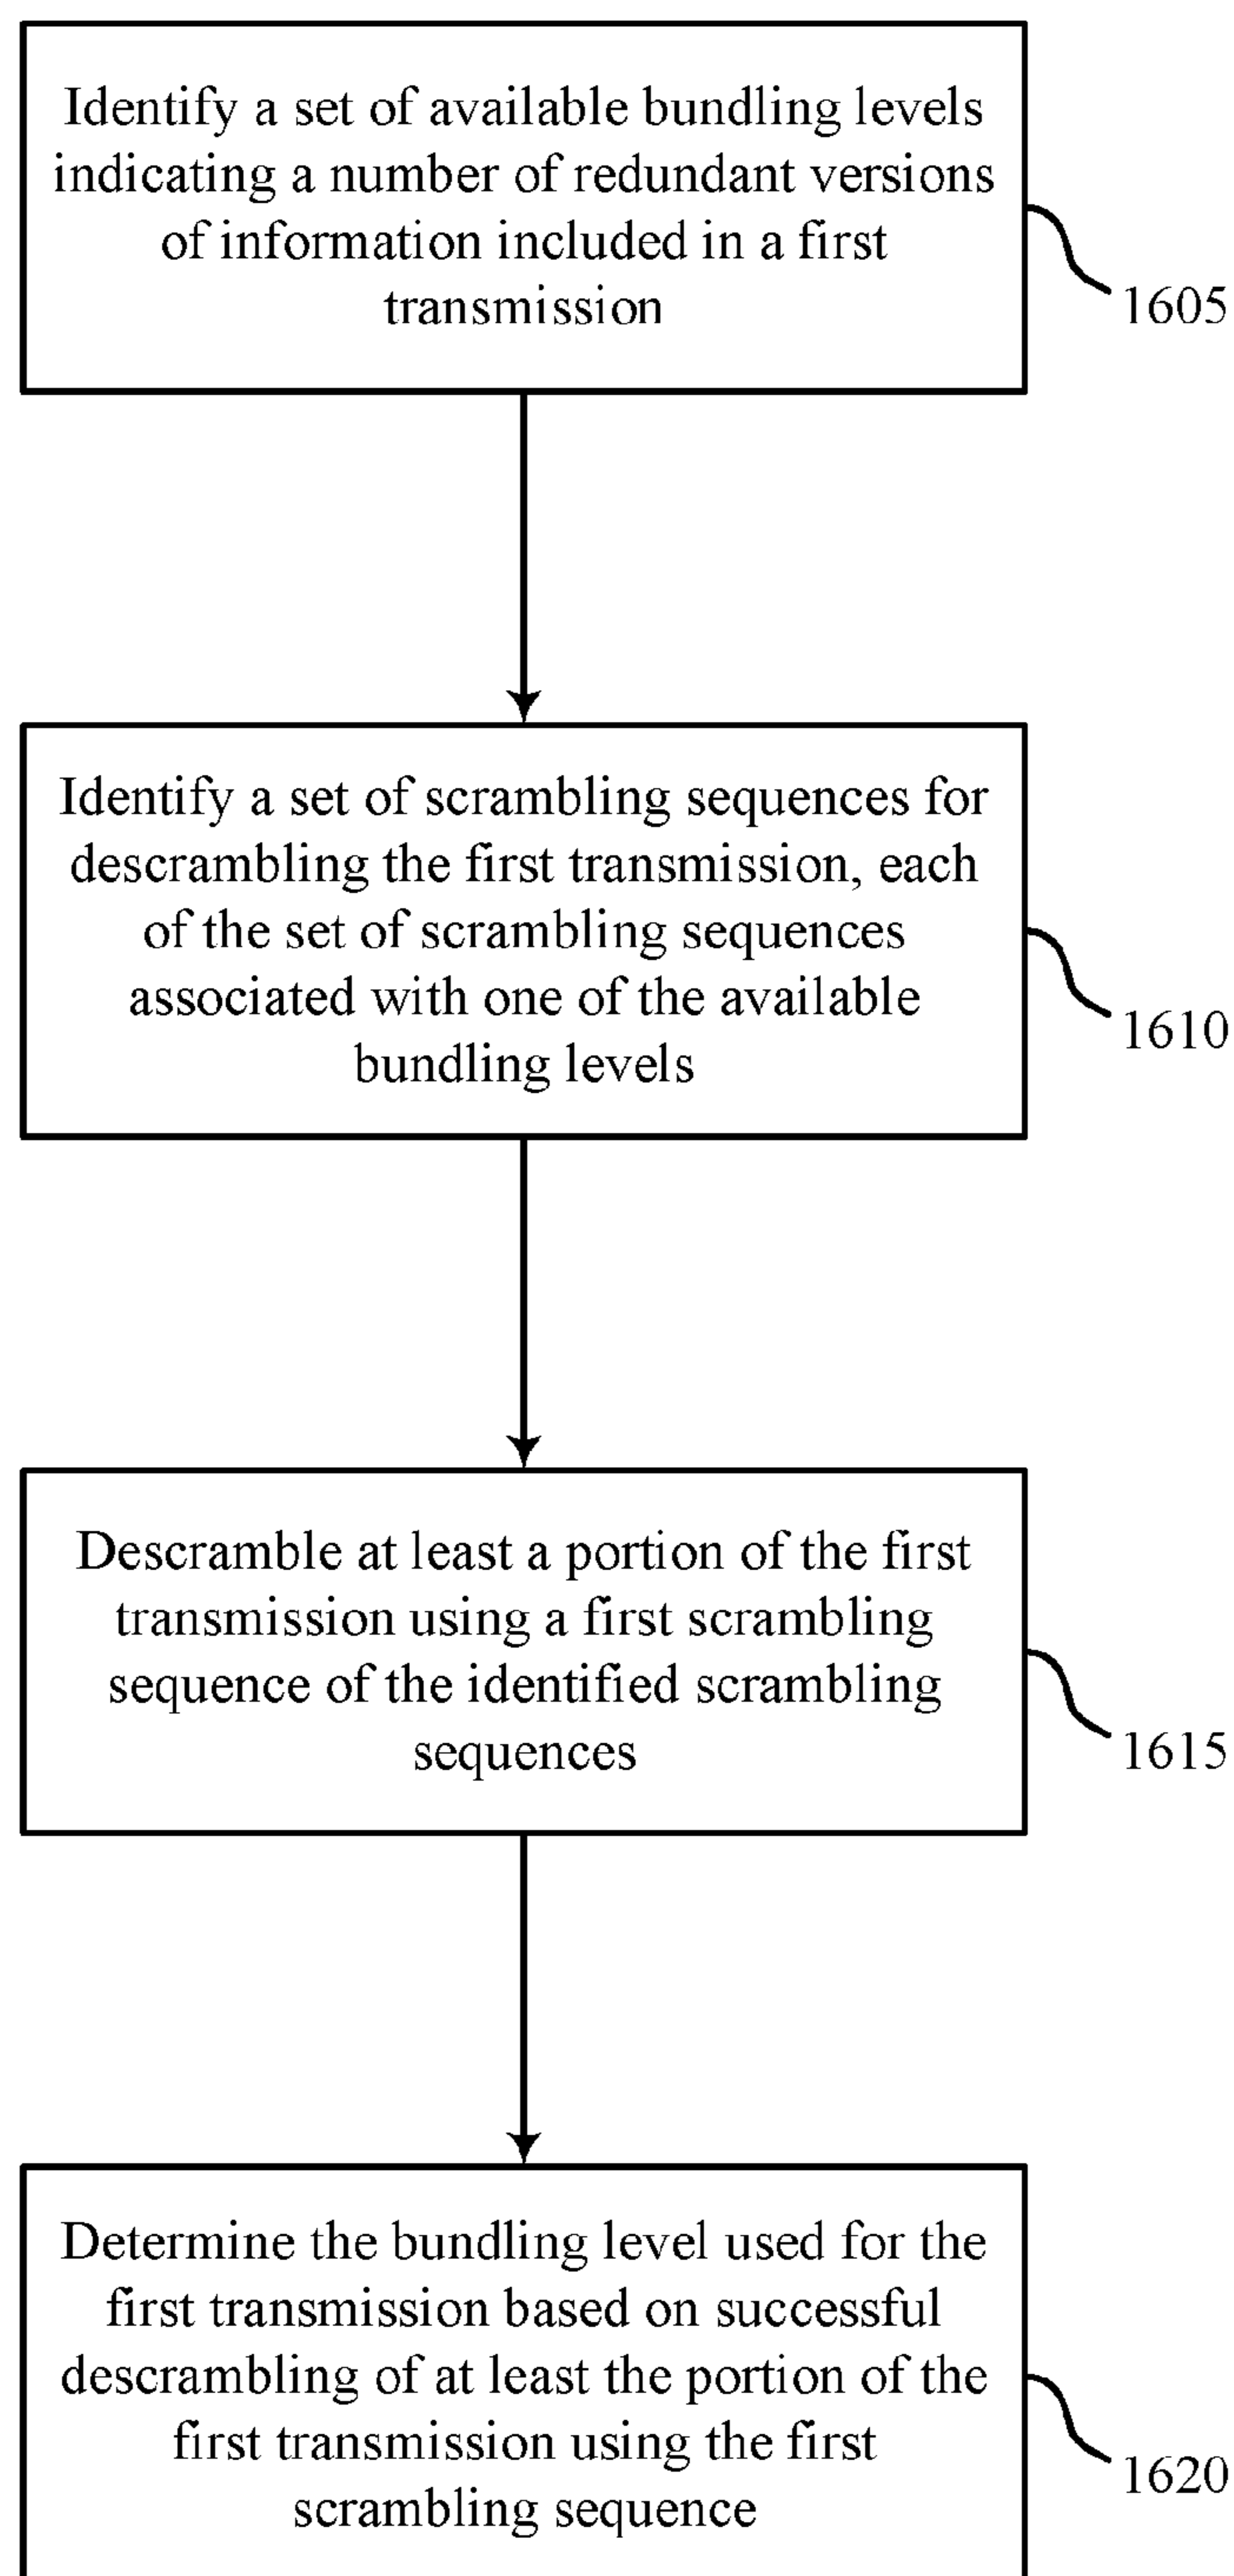 Identify a set of available bundling levels
indicating a number of redundant versions
of information included in a first
transmission
1605
Identify a set of scrambling sequences for
descrambling the first transmission, each
of the set of scrambling sequences
associated with one of the available
bundling levels
1610
Descramble at least a portion of the first
transmission using a first scrambling
sequence of the identified scrambling
sequences
1615
Determine the bundling level used for the
first transmission based on successful
descrambling of at least the portion of the
first transmission using the first
scrambling sequence
1620